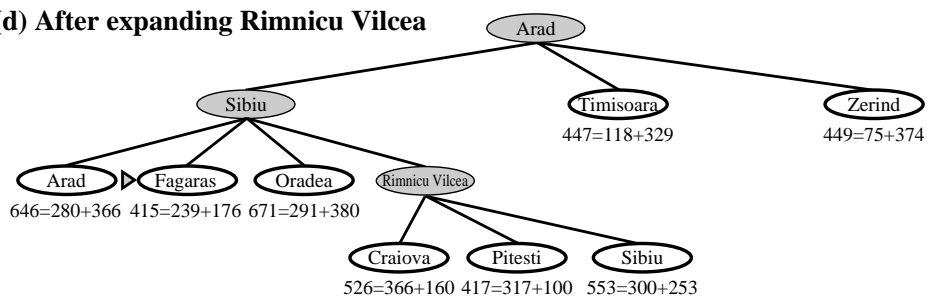 (d) After expanding Rimnicu Vilcea
Arad
Sibiu
Timisoara
Zerind
447=118+329
449=75+374
Arad
Fagaras
Oradea
Rimnicu Vilcea
646=280+366
415=239+176
671=291+380
Craiova
Pitesti
Sibiu
526=366+160
417=317+100
553=300+253